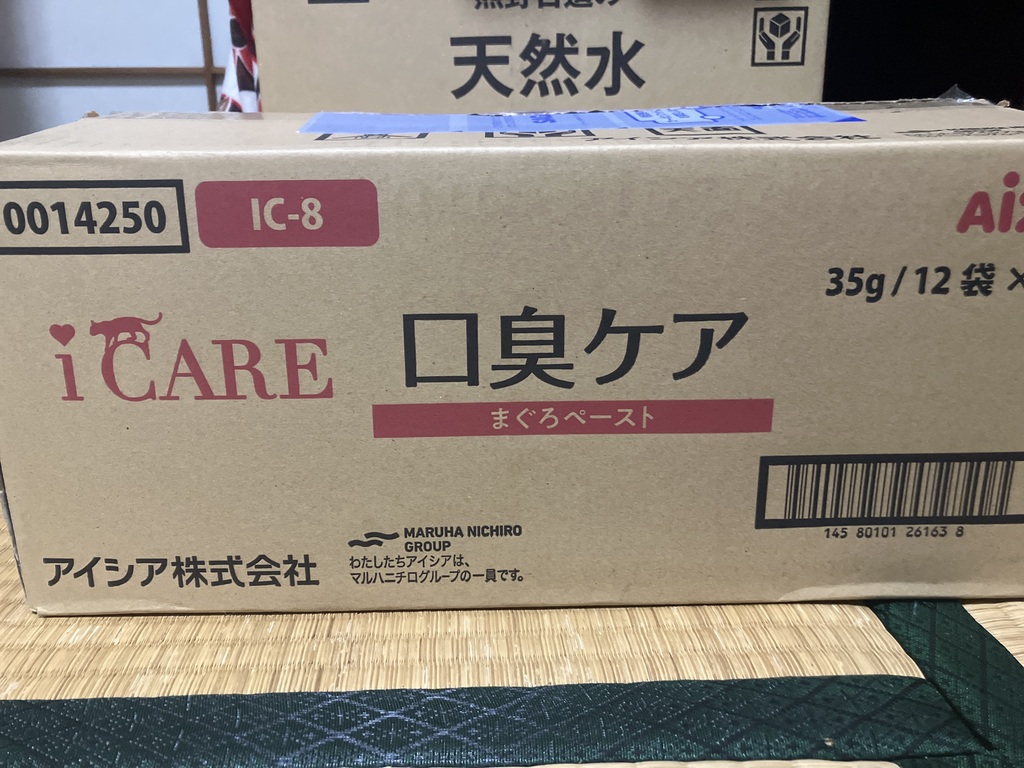 天然水
0014250
IC-8
35g / 12 袋 ×
iCARE
口臭ケア
まぐろペースト
145 80101 26163 8
MARUHA NICHIRO
GROUP
わたしたちアイシアは、
マルハニチログループの一員です。
アイシア株式会社